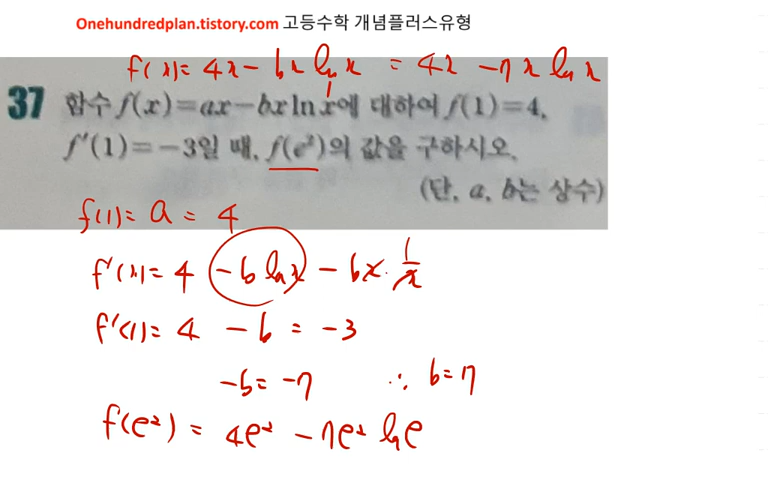 Onehundredplan.tistory.com 고등수학 개념플러스유형
f(x)=4x-bx ln x = 4x-7x ln x
37 함수 f(x)=ax-bx ln x에 대하여 f(1)=4,
f'(1)=-3일 때, f(e²)의 값을 구하시오.
(단, a, b는 상수)
f(1)=a=4
f'(x)=4-b ln x-bx·1/x
f'(1)=4-b=-3
-b=-7 ∴ b=7
f(e²)=4e²-7e² ln e